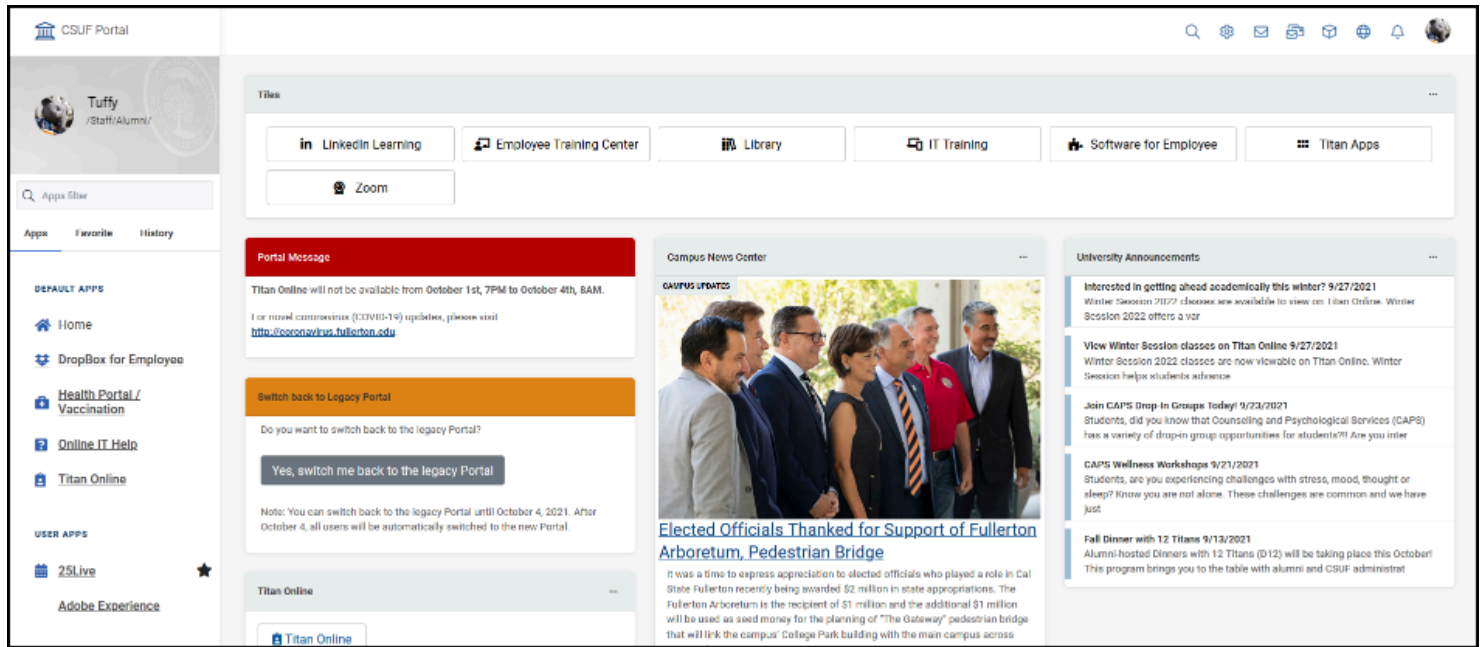 CSUF Portal
Tuffy
/Staff/Alumni/
Apps filter
Apps Favorite History
DEFAULT APPS
Home
DropBox for Employee
Health Portal /
Vaccination
Online IT Help
Titan Online
USER APPS
25Live
Adobe Experience
Tiles
in LinkedIn Learning
Employee Training Center
Library
IT Training
Software for Employee
Titan Apps
Zoom
Portal Message
Titan Online will not be available from October 1st, 7PM to October 4th, 8AM.
For novel coronavirus (COVID-19) updates, please visit
http://coronavirus.fullerton.edu.
Switch back to Legacy Portal
Do you want to switch back to the legacy Portal?
Yes, switch me back to the legacy Portal
Note: You can switch back to the legacy Portal until October 4, 2021. After
October 4, all users will be automatically switched to the new Portal.
Titan Online
Titan Online
Campus News Center
CAMPUS UPDATES
Elected Officials Thanked for Support of Fullerton
Arboretum, Pedestrian Bridge
It was a time to express appreciation to elected officials who played a role in Cal
State Fullerton recently being awarded $2 million in state appropriations. The
Fullerton Arboretum is the recipient of $1 million and the additional $1 million
will be used as seed money for the planning of "The Gateway" pedestrian bridge
that will link the campus' College Park building with the main campus across
University Announcements
Interested in getting ahead academically this winter? 9/27/2021
Winter Session 2022 classes are available to view on Titan Online. Winter
Session 2022 offers a var
View Winter Session classes on Titan Online 9/27/2021
Winter Session 2022 classes are now viewable on Titan Online. Winter
Session helps students advance
Join CAPS Drop-In Groups Today! 9/23/2021
Students, did you know that Counseling and Psychological Services (CAPS)
has a variety of drop-in group opportunities for students?!! Are you inter
CAPS Wellness Workshops 9/21/2021
Students, are you experiencing challenges with stress, mood, thought or
sleep? Know you are not alone. These challenges are common and we have
just
Fall Dinner with 12 Titans 9/13/2021
Alumni-hosted Dinners with 12 Titans (D12) will be taking place this October!
This program brings you to the table with alumni and CSUF administrat